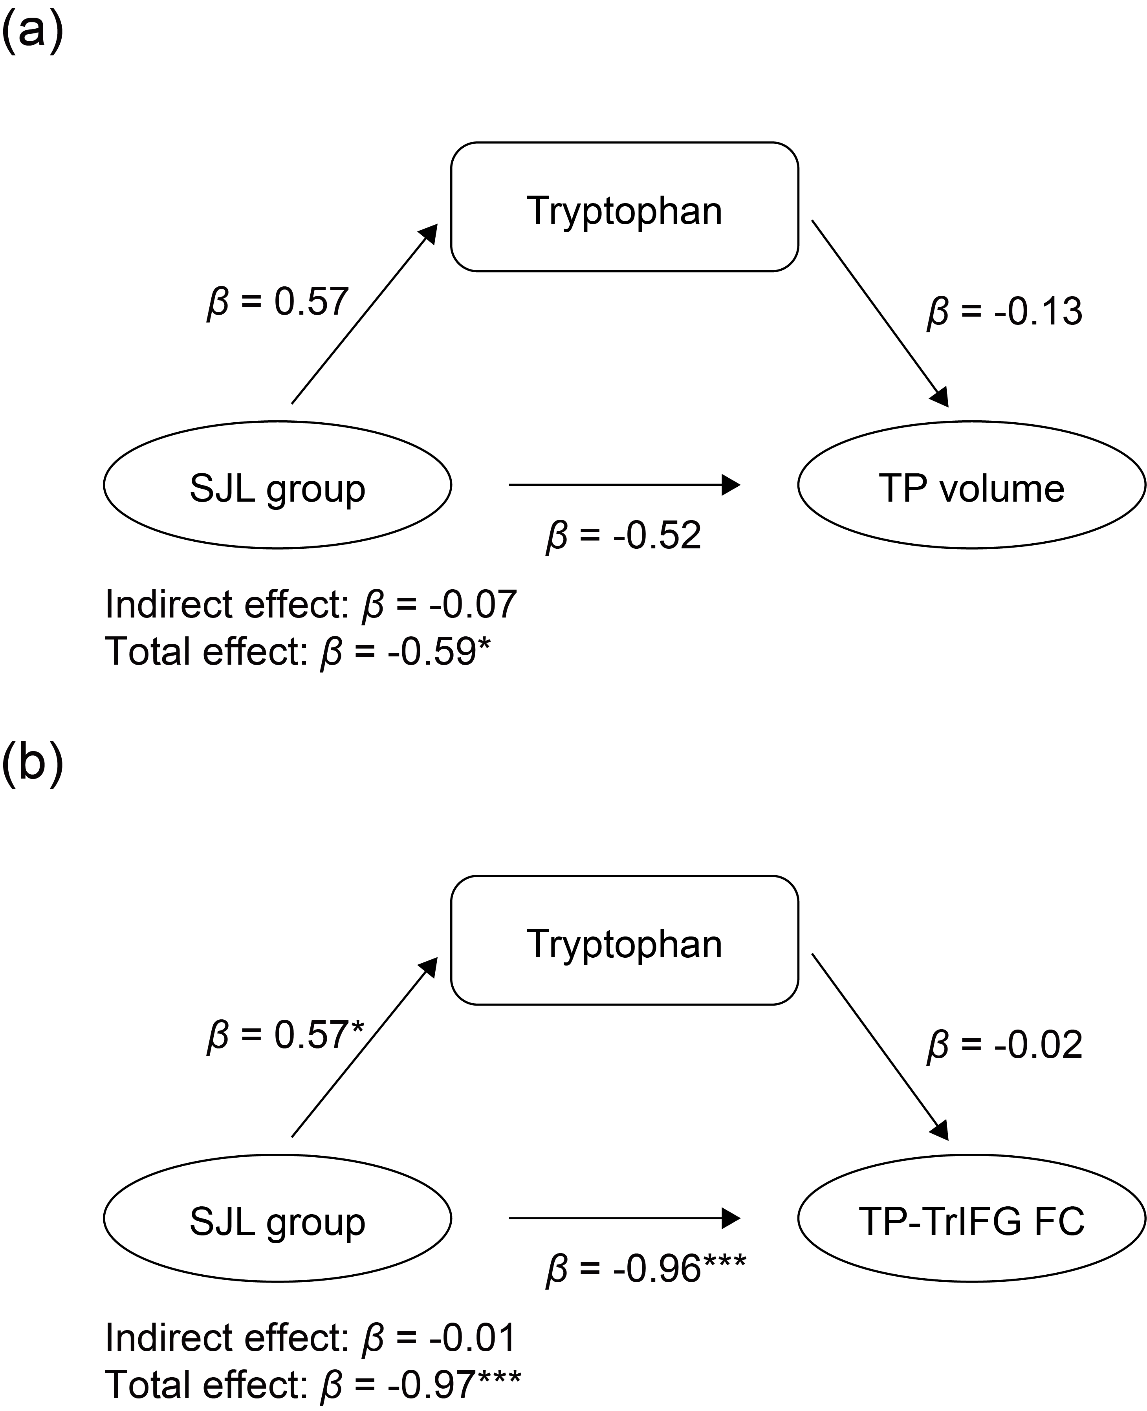 (a)
Tryptophan
β = 0.57
β = -0.13
SJL group
TP volume
β = -0.52
Indirect effect: β = -0.07
Total effect: β = -0.59*
(b)
Tryptophan
β = 0.57*
β = -0.02
SJL group
TP-TrIFG FC
β = -0.96***
Indirect effect: β = -0.01
Total effect: β = -0.97***